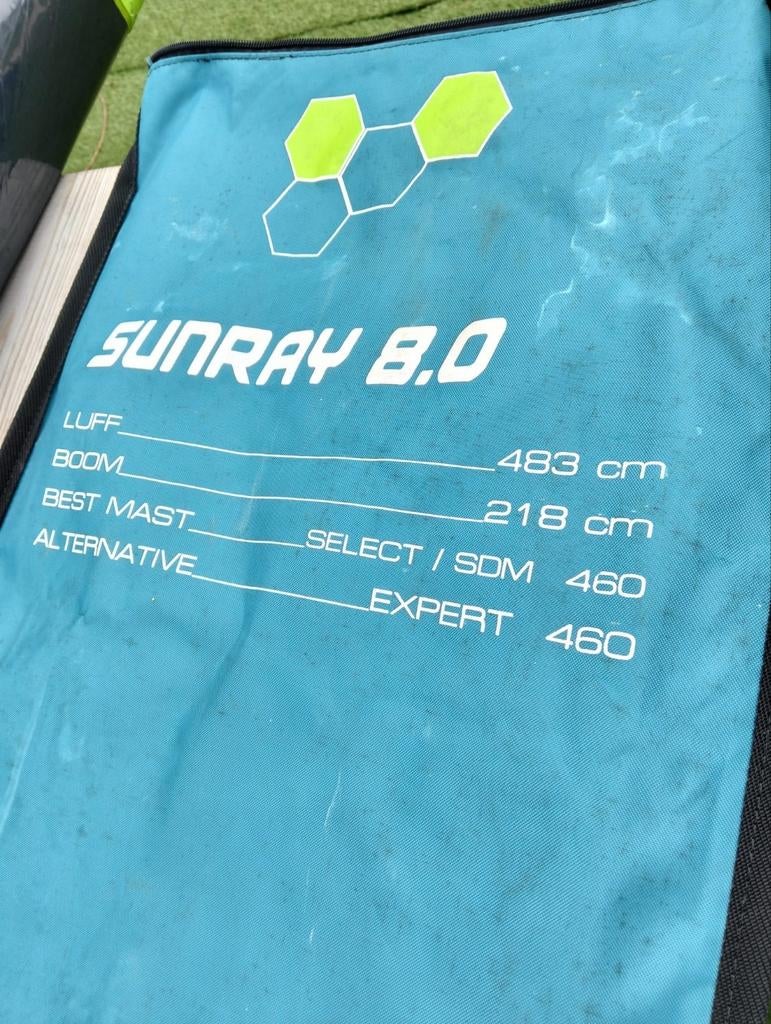 SUNRAY 8.0
LUFF 483 cm
BOOM 218 cm
BEST MAST SELECT / SDM 460
ALTERNATIVE EXPERT 460